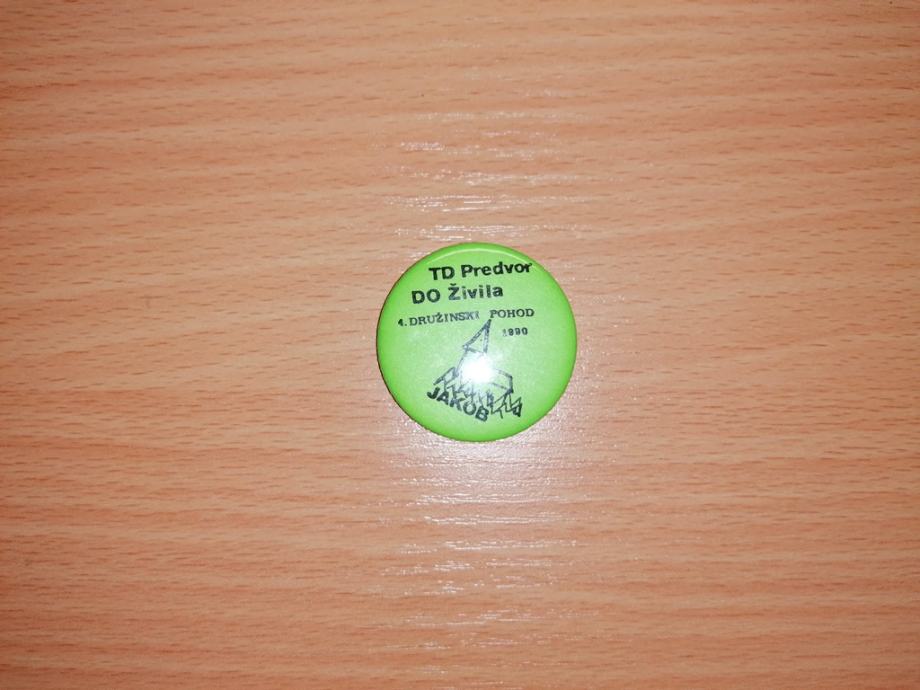 TD Predvor
DO Živila
4. DRUŽINSKI POHOD
1990
JAKOB